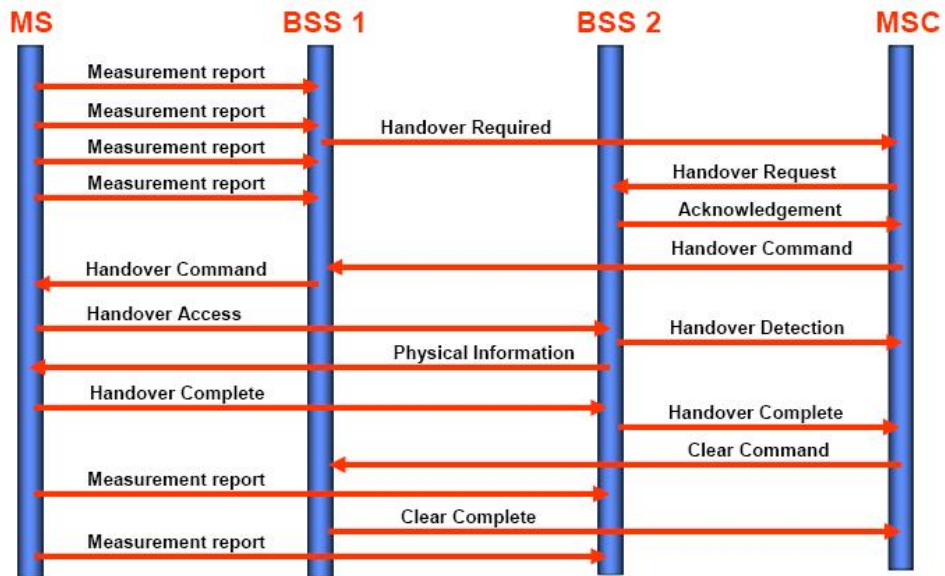 MS BSS 1 BSS 2 MSC
Measurement report
Measurement report
Handover Required
Measurement report
Handover Request
Measurement report
Acknowledgement
Handover Command
Handover Command
Handover Access
Handover Detection
Physical Information
Handover Complete
Handover Complete
Clear Command
Measurement report
Clear Complete
Measurement report